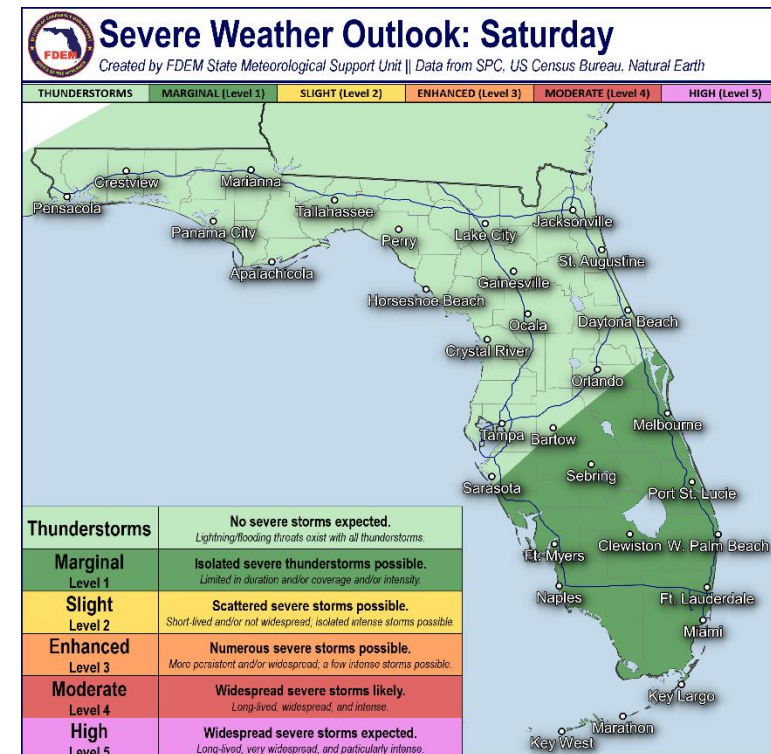 Severe Weather Outlook: Saturday
FDEM
Created by FDEM State Meteorological Support Unit || Data from SPC, US Census Bureau, Natural Earth
THUNDERSTORMS MARGINAL (Level 1) SLIGHT (Level 2) ENHANCED (Level 3) MODERATE (Level 4) HIGH (Level 5)
Crestview
Marianna
Pensacola
Tallahassee
Jacksonville
Panama City
Perry
Lake City
St. Augustine
Apalachicola
Gainesville
Horseshoe Beach
Ocala
Daytona Beach
Crystal River
Orlando
Melbourne
Tampa
Bartow
Sebring
Sarasota
Port St. Lucie
Ft. Myers
Clewiston
W. Palm Beach
Naples
Ft. Lauderdale
Miami
Key Largo
Marathon
Key West
Thunderstorms
No severe storms expected.
Lightning/flooding threats exist with all thunderstorms.
Marginal
Level 1
Isolated severe thunderstorms possible.
Limited in duration and/or coverage and/or intensity.
Slight
Level 2
Scattered severe storms possible.
Short-lived and/or not widespread; isolated intense storms possible.
Enhanced
Level 3
Numerous severe storms possible.
More persistent and/or widespread; a few intense storms possible.
Moderate
Level 4
Widespread severe storms likely.
Long-lived, widespread, and intense.
High
Level 5
Widespread severe storms expected.
Long-lived, very widespread, and particularly intense.